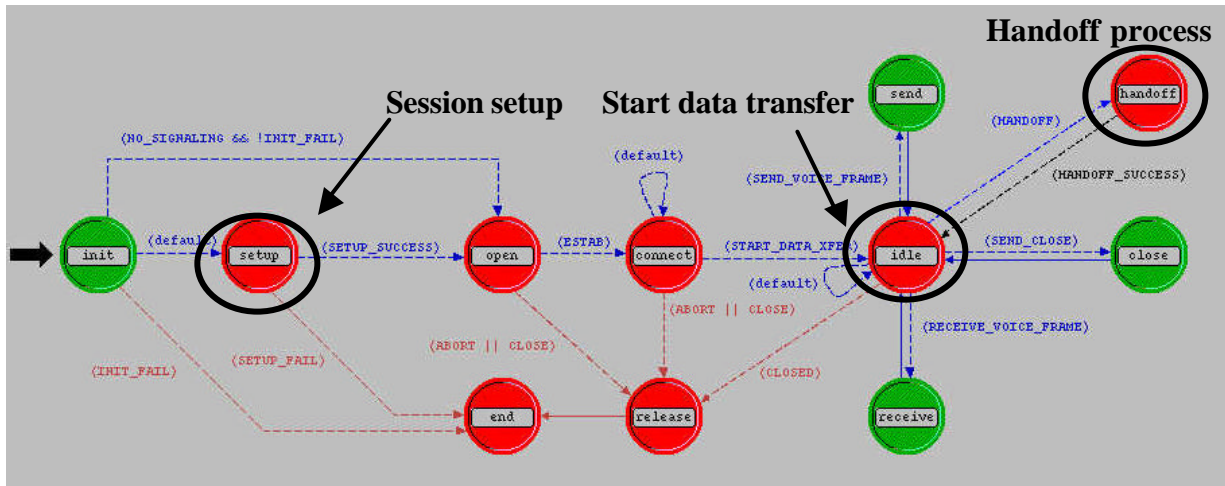 Handoff process
Session setup
Start data transfer
send
handoff
(NO_SIGNALING && !INIT_FAIL)
(HANDOFF)
(default)
(SEND_VOICE_FRAME)
(HANDOFF_SUCCESS)
init
(default)
setup
(SETUP_SUCCESS)
open
(ESTAB)
connect
(START_DATA_XFER)
idle
(SEND_CLOSE)
close
(default)
(ABORT || CLOSE)
(RECEIVE_VOICE_FRAME)
(ABORT || CLOSE)
(SETUP_FAIL)
(INIT_FAIL)
(CLOSED)
end
release
receive